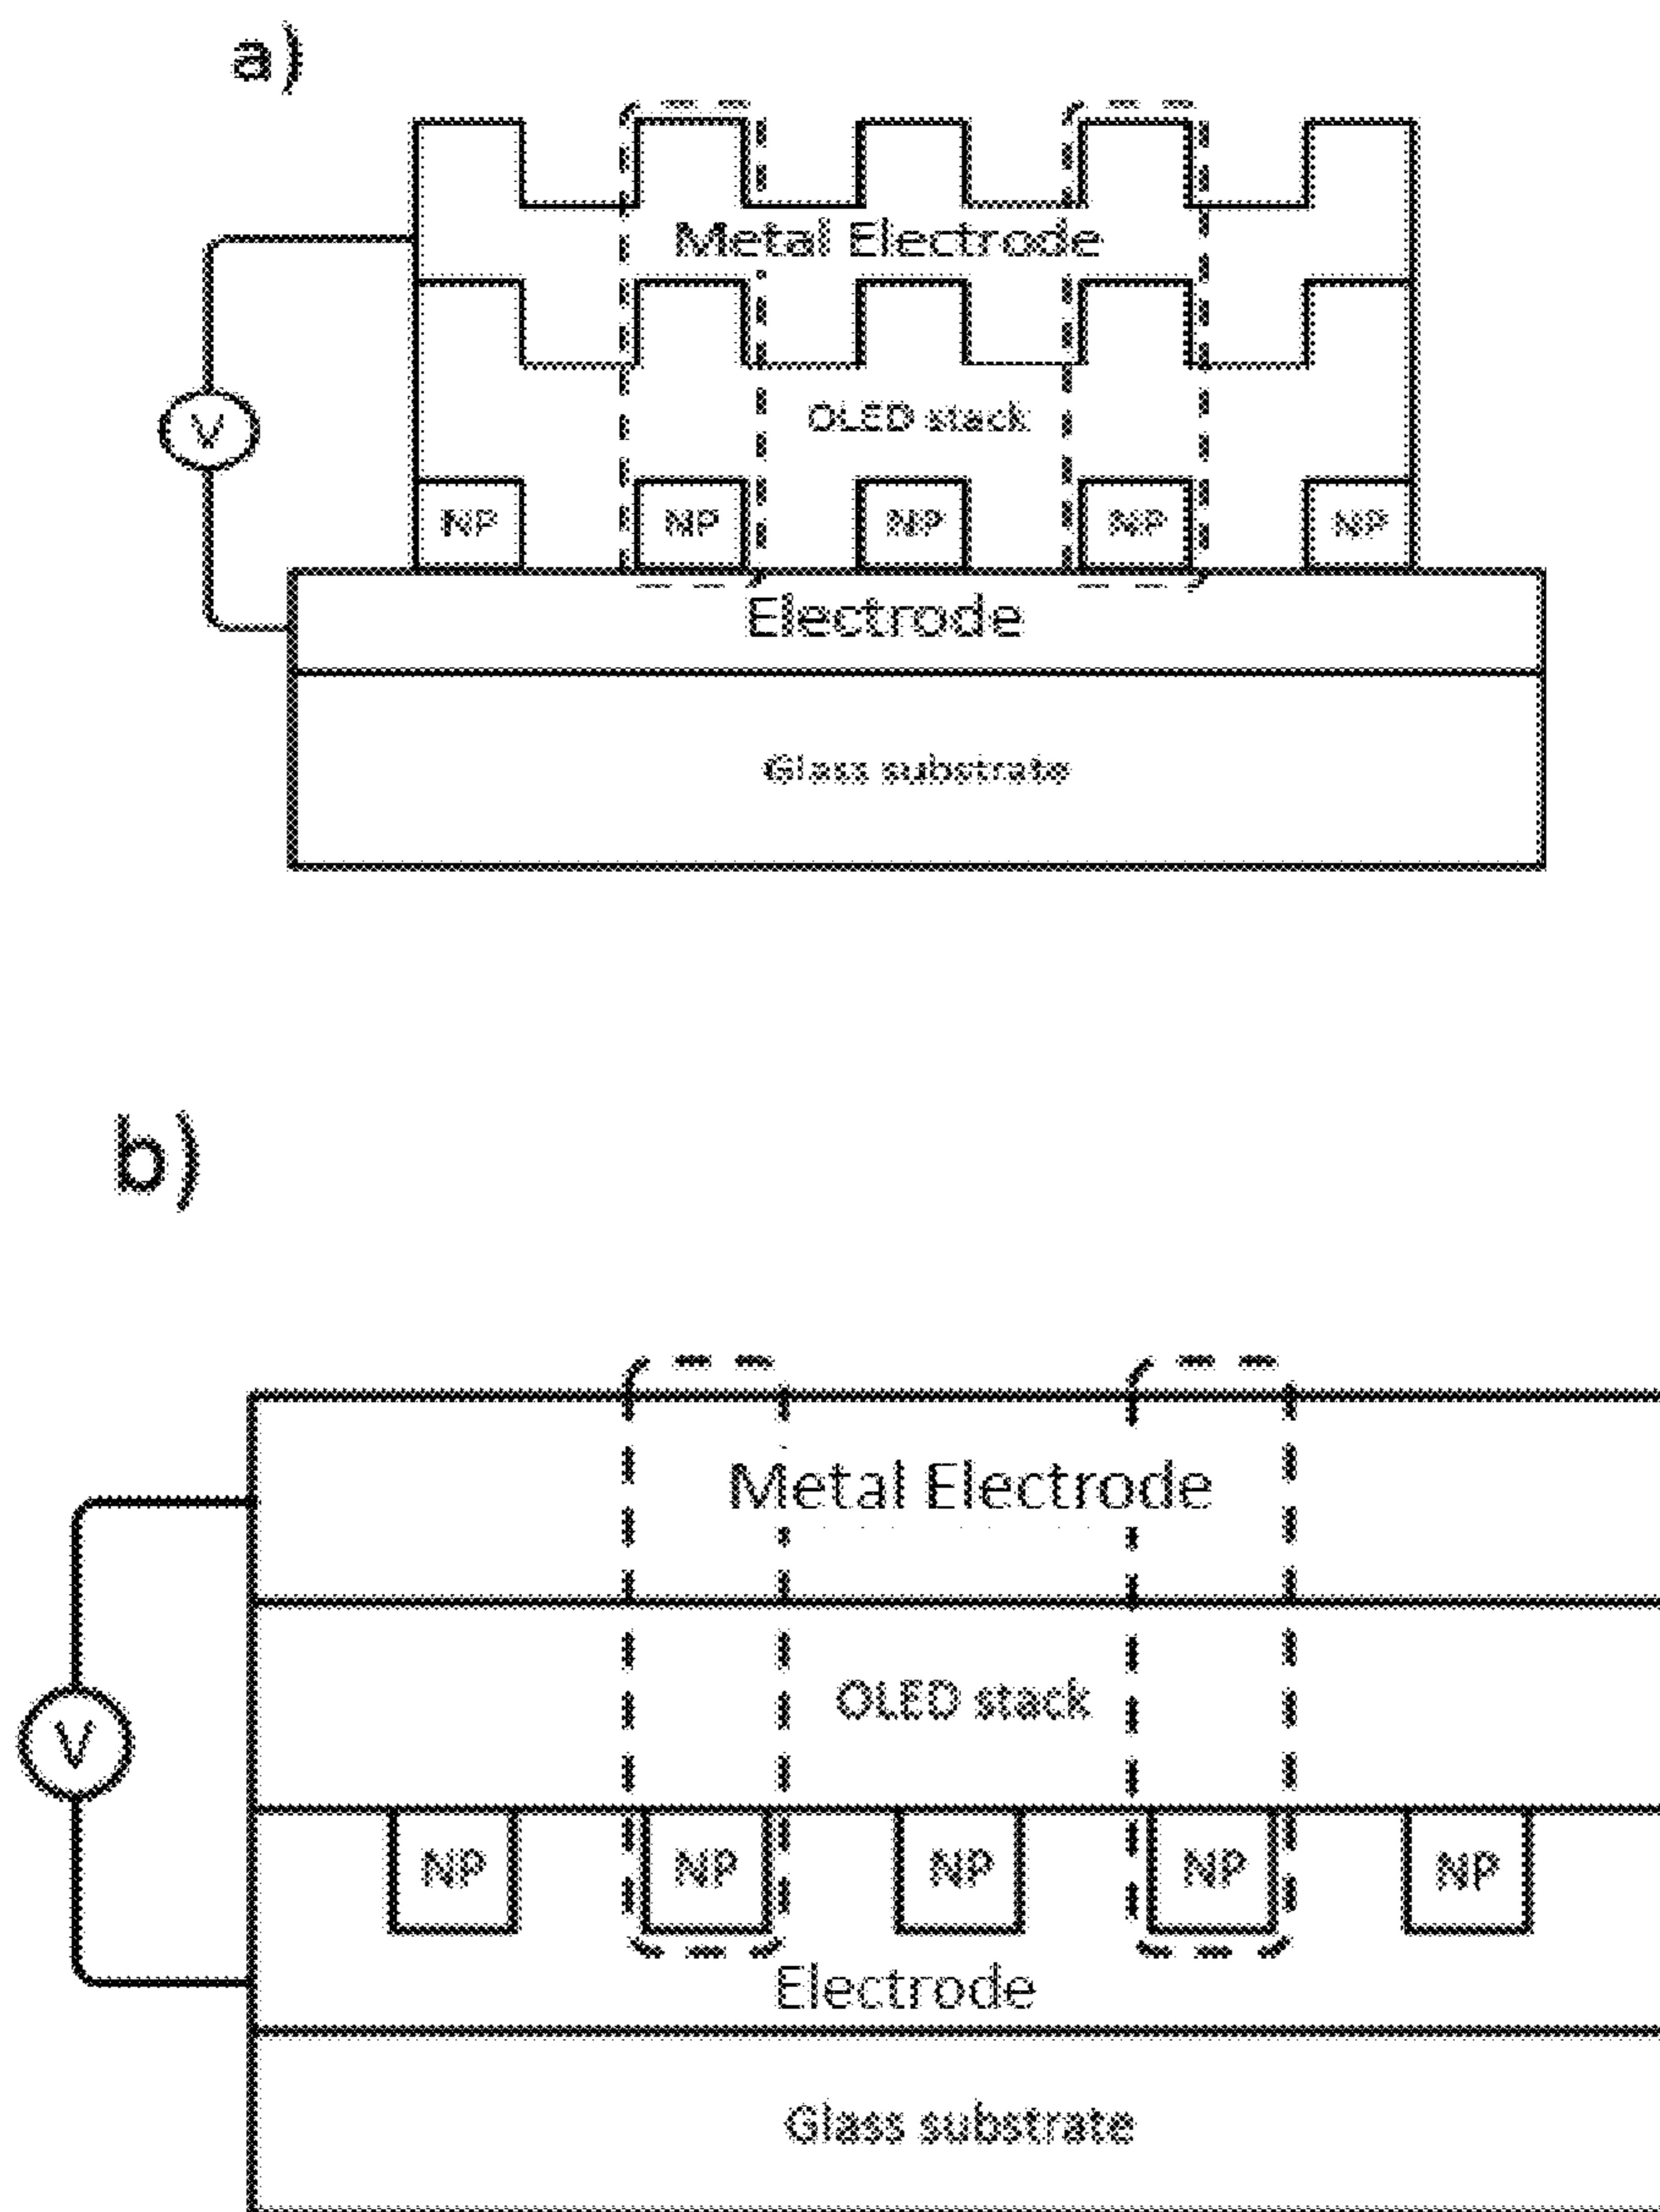 a)
Metal Electrode
V
OLED stack
NP NP NP NP NP
Electrode
Glass substrate
b)
Metal Electrode
OLED stack
V
NP NP NP NP NP
Electrode
Glass substrate